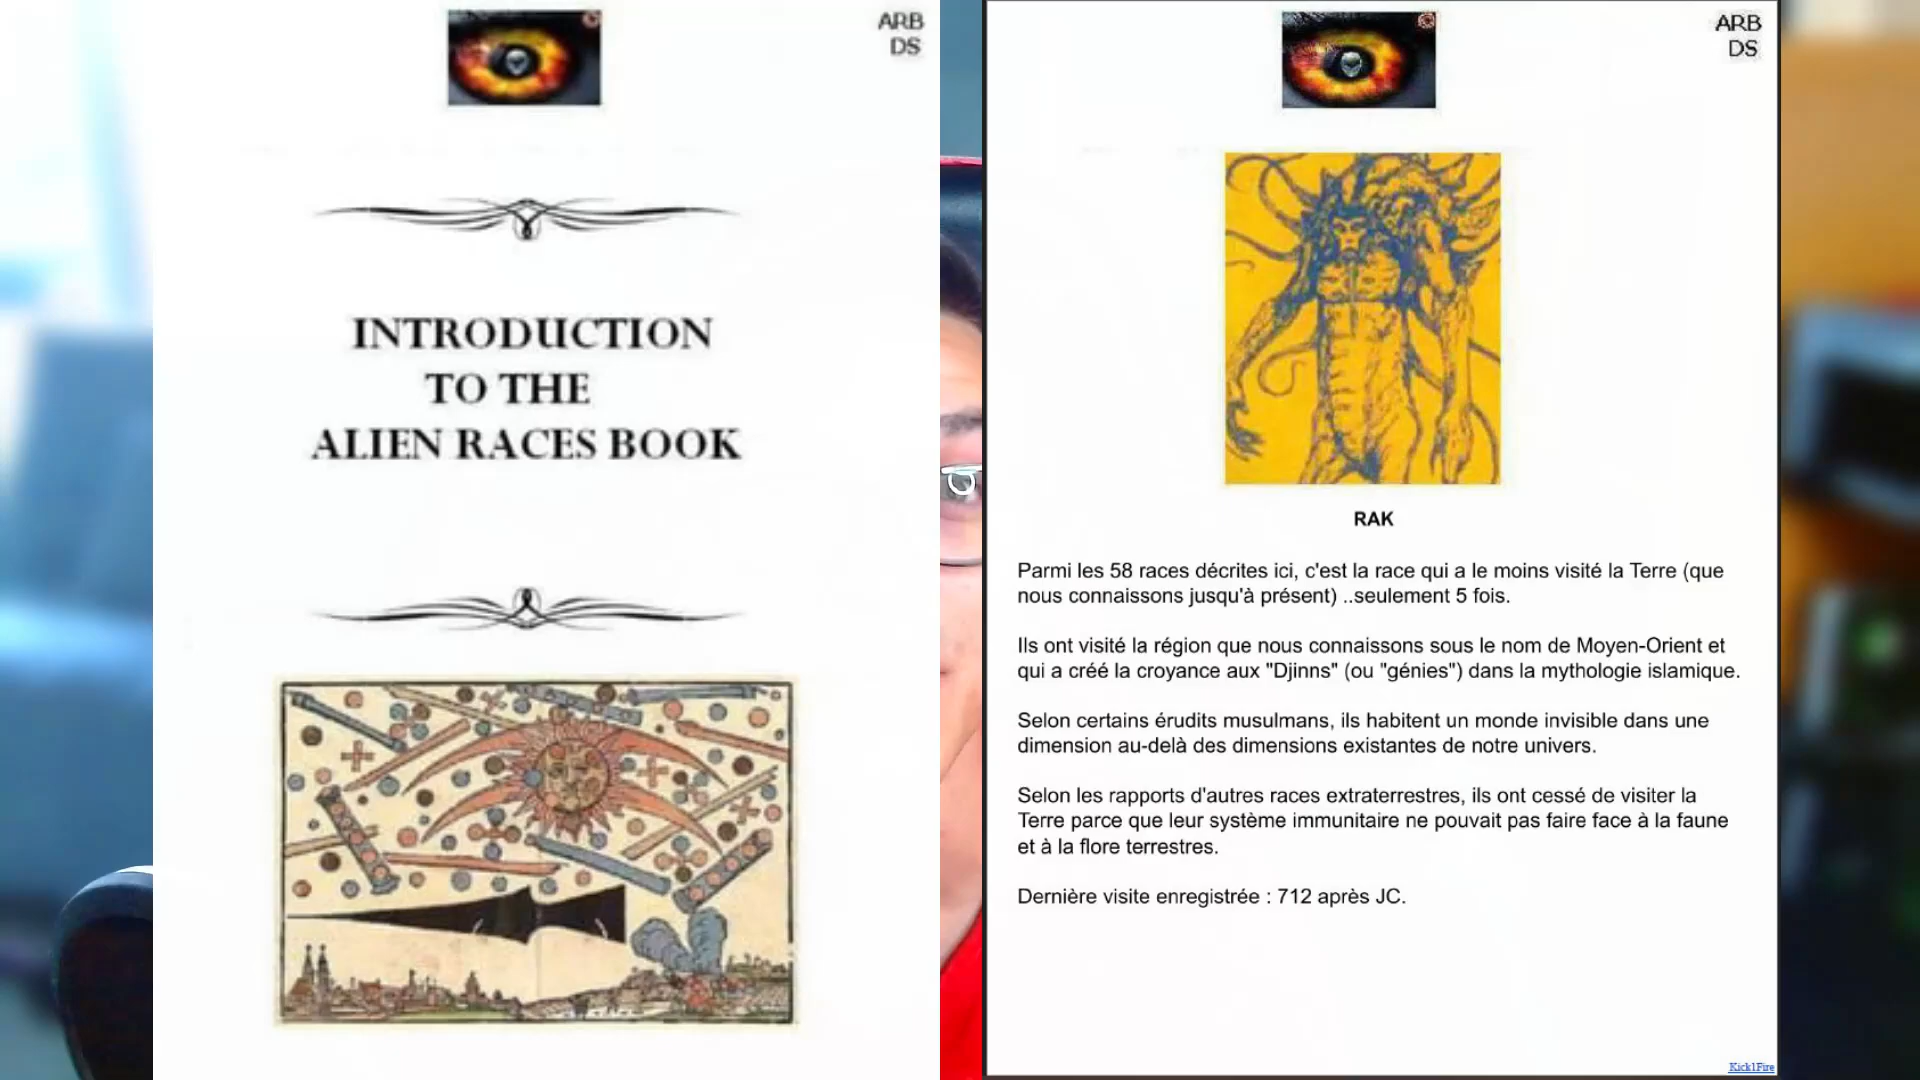 ARB
DS
INTRODUCTION
TO THE
ALIEN RACES BOOK
ARB
DS
RAK
Parmi les 58 races décrites ici, c'est la race qui a le moins visité la Terre (que
nous connaissons jusqu'à présent) ..seulement 5 fois.
Ils ont visité la région que nous connaissons sous le nom de Moyen-Orient et
qui a créé la croyance aux "Djinns" (ou "génies") dans la mythologie islamique.
Selon certains érudits musulmans, ils habitent un monde invisible dans une
dimension au-delà des dimensions existantes de notre univers.
Selon les rapports d'autres races extraterrestres, ils ont cessé de visiter la
Terre parce que leur système immunitaire ne pouvait pas faire face à la faune
et à la flore terrestres.
Dernière visite enregistrée : 712 après JC.
Kick1Fire